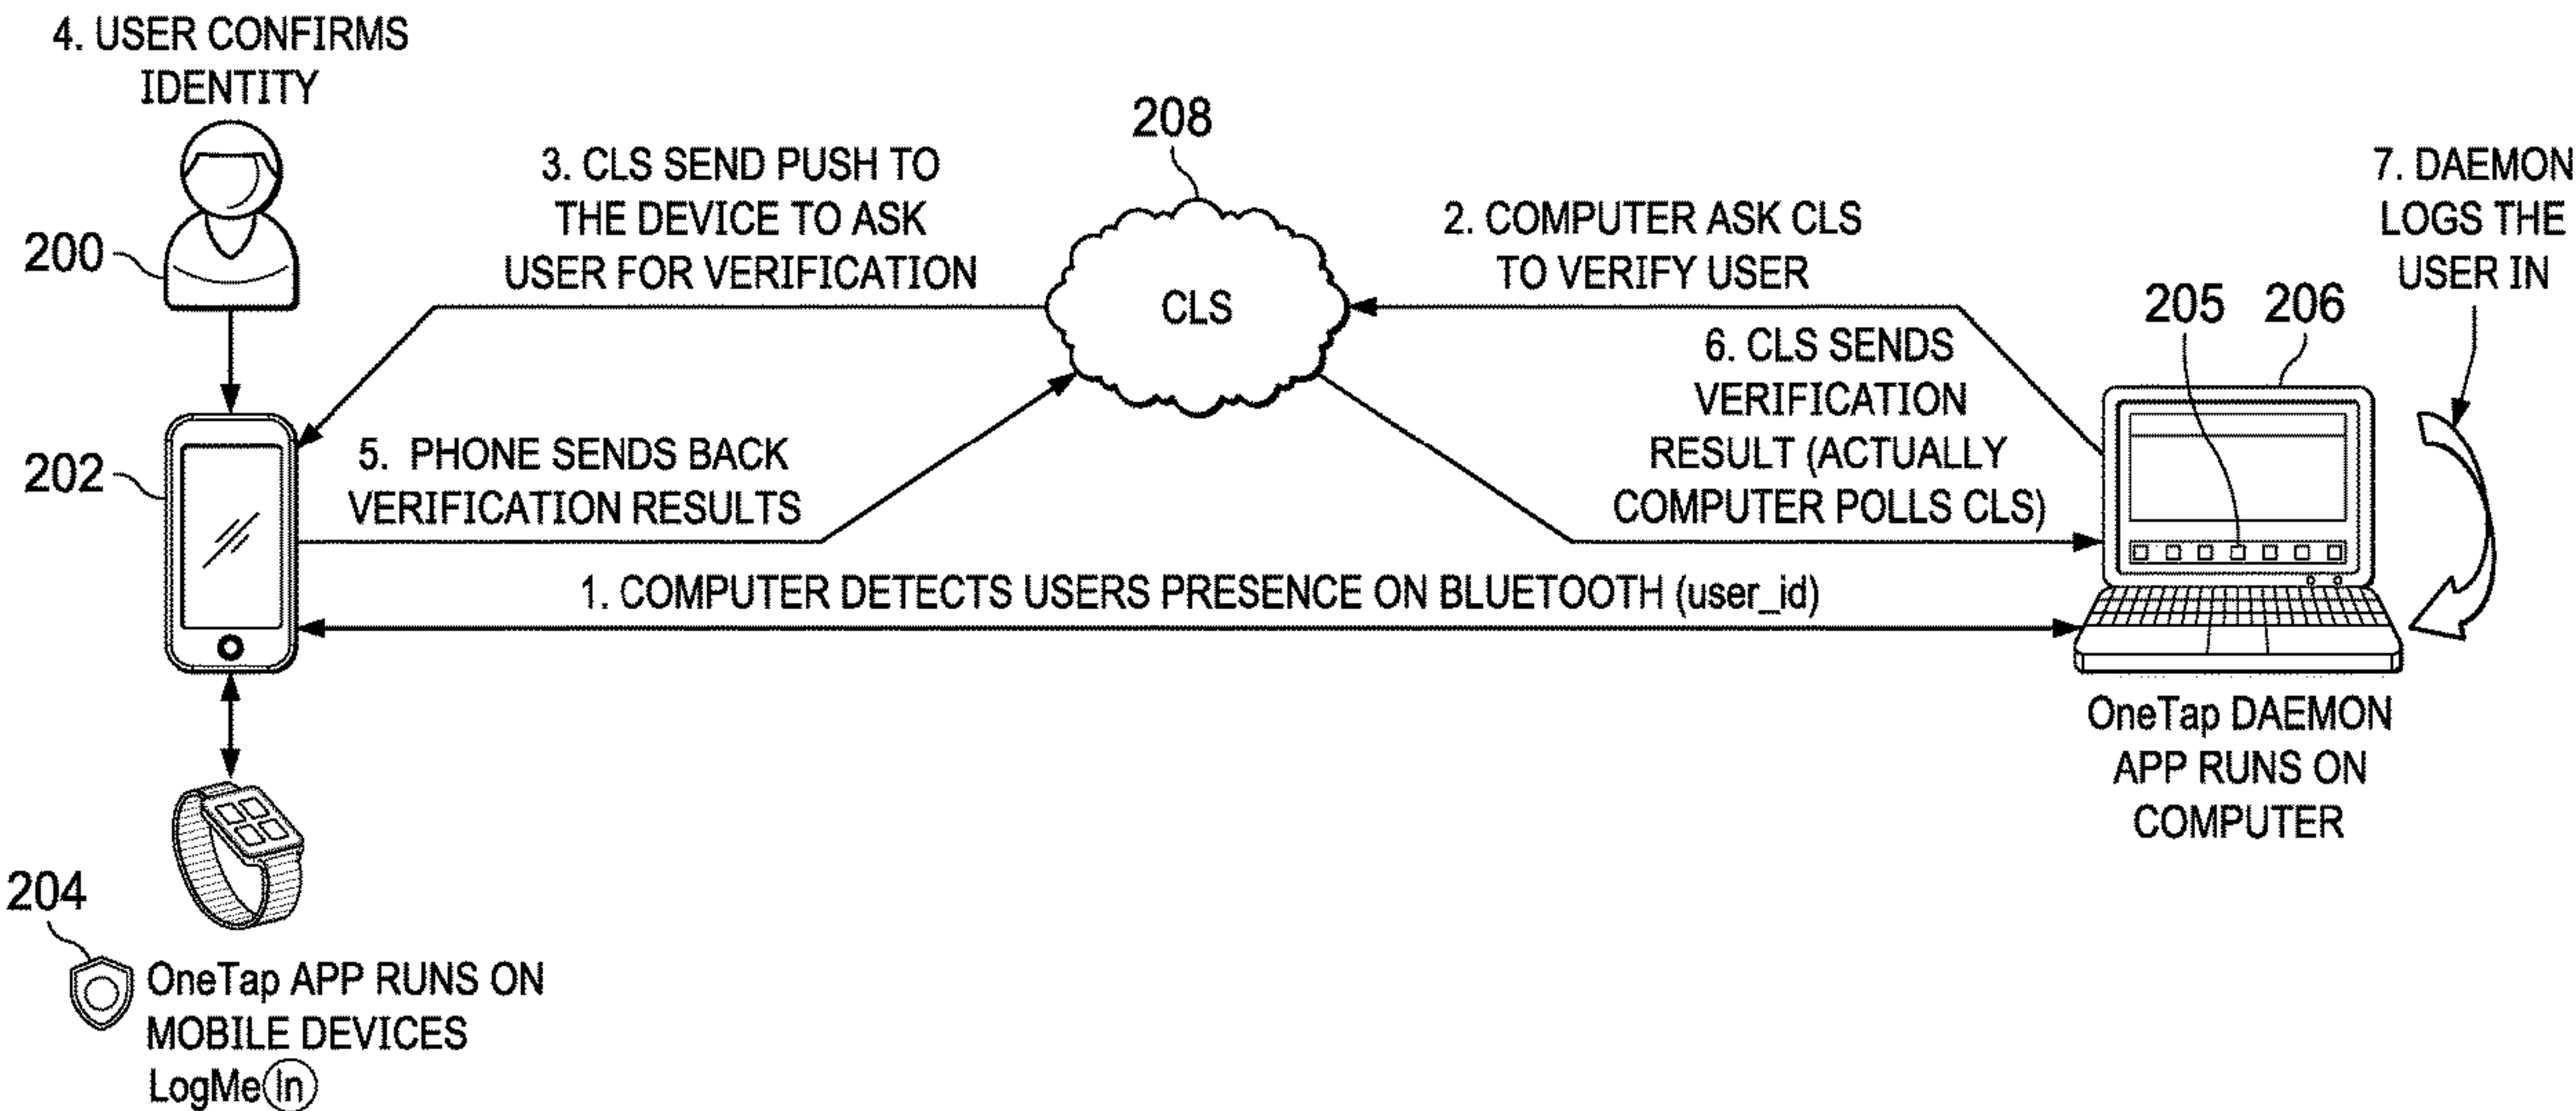 4. USER CONFIRMS
IDENTITY
200
202
204
3. CLS SEND PUSH TO
THE DEVICE TO ASK
USER FOR VERIFICATION
208
CLS
2. COMPUTER ASK CLS
TO VERIFY USER
7. DAEMON
LOGS THE
USER IN
205
206
6. CLS SENDS
VERIFICATION
RESULT (ACTUALLY
COMPUTER POLLS CLS)
5. PHONE SENDS BACK
VERIFICATION RESULTS
1. COMPUTER DETECTS USERS PRESENCE ON BLUETOOTH (user_id)
OneTap DAEMON
APP RUNS ON
COMPUTER
OneTap APP RUNS ON
MOBILE DEVICES
LogMeIn